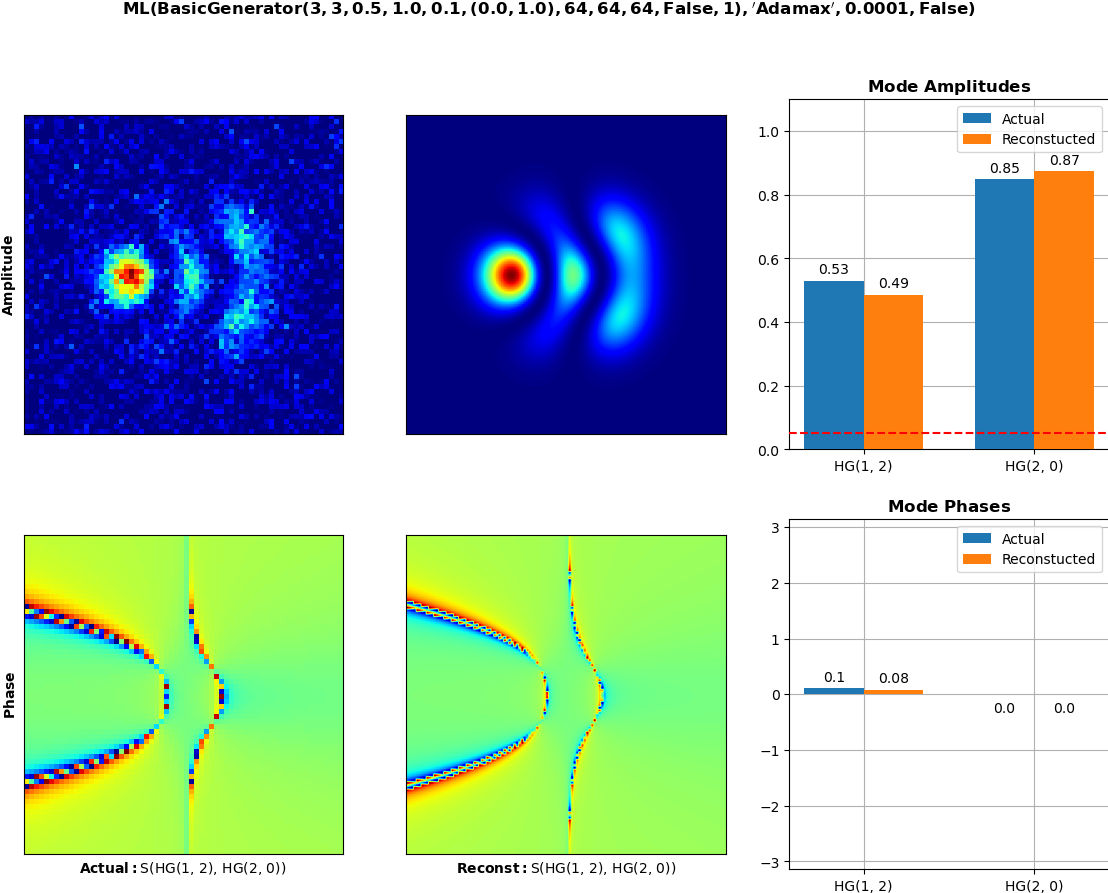 ML(BasicGenerator(3, 3, 0.5, 1.0, 0.1, (0.0, 1.0), 64, 64, 64, False, 1), ′Adamax′, 0.0001, False)
Amplitude
Mode Amplitudes
Actual
Reconstucted
1.0
0.8
0.6
0.4
0.2
0.0
0.53
0.49
0.85
0.87
HG(1, 2)
HG(2, 0)
Phase
Actual: S(HG(1, 2), HG(2, 0))
Reconst: S(HG(1, 2), HG(2, 0))
Mode Phases
Actual
Reconstucted
3
2
1
0
−1
−2
−3
0.1
0.08
0.0
0.0
HG(1, 2)
HG(2, 0)